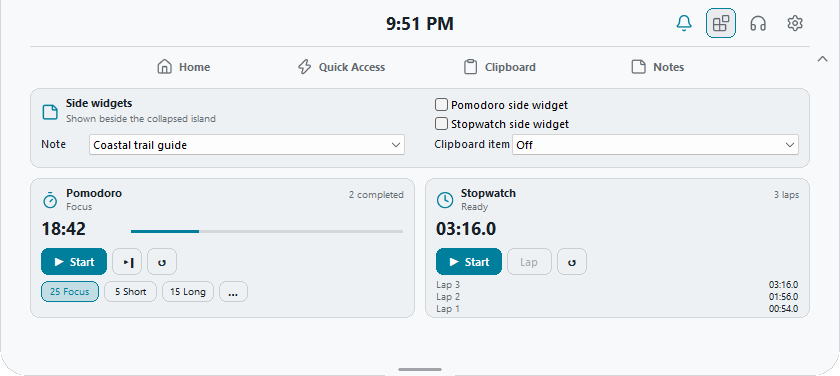 9:51 PM
Home
Quick Access
Clipboard
Notes
Side widgets
Shown beside the collapsed island
Note
Coastal trail guide
Pomodoro side widget
Stopwatch side widget
Clipboard item
Off
Pomodoro
Focus
2 completed
18:42
Start
25 Focus
5 Short
15 Long
...
Stopwatch
Ready
3 laps
03:16.0
Start
Lap
Lap 3 03:16.0
Lap 2 01:56.0
Lap 1 00:54.0